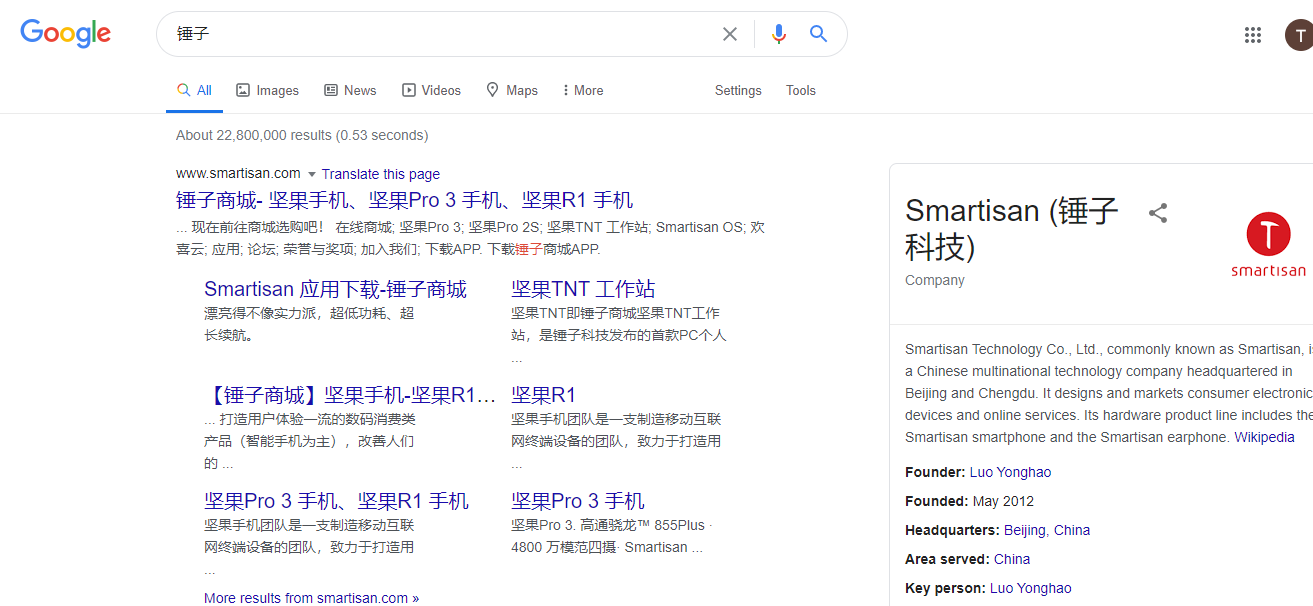 Google
锤子
T
All
Images
News
Videos
Maps
More
Settings
Tools
About 22,800,000 results (0.53 seconds)
www.smartisan.com Translate this page
锤子商城- 坚果手机、坚果Pro 3 手机、坚果R1 手机
... 现在前往商城选购吧！ 在线商城; 坚果Pro 3; 坚果Pro 2S; 坚果TNT 工作站; Smartisan OS; 欢
喜云; 应用; 论坛; 荣誉与奖项; 加入我们; 下载APP. 下载锤子商城APP.
Smartisan 应用下载-锤子商城
漂亮得不像实力派，超低功耗、超
长续航。
坚果TNT 工作站
坚果TNT即锤子商城坚果TNT工作
站，是锤子科技发布的首款PC个人
...
【锤子商城】坚果手机-坚果R1...
... 打造用户体验一流的数码消费类
产品（智能手机为主），改善人们
的 ...
坚果R1
坚果手机团队是一支制造移动互联
网终端设备的团队，致力于打造用
...
坚果Pro 3 手机、坚果R1 手机
坚果手机团队是一支制造移动互联
网终端设备的团队，致力于打造用
...
坚果Pro 3 手机
坚果Pro 3. 高通骁龙™ 855Plus ·
4800 万模范四摄· Smartisan ...
More results from smartisan.com »
Smartisan (锤子
科技)
Company
smartisan
Smartisan Technology Co., Ltd., commonly known as Smartisan, i
a Chinese multinational technology company headquartered in
Beijing and Chengdu. It designs and markets consumer electronic
devices and online services. Its hardware product line includes the
Smartisan smartphone and the Smartisan earphone. Wikipedia
Founder: Luo Yonghao
Founded: May 2012
Headquarters: Beijing, China
Area served: China
Key person: Luo Yonghao